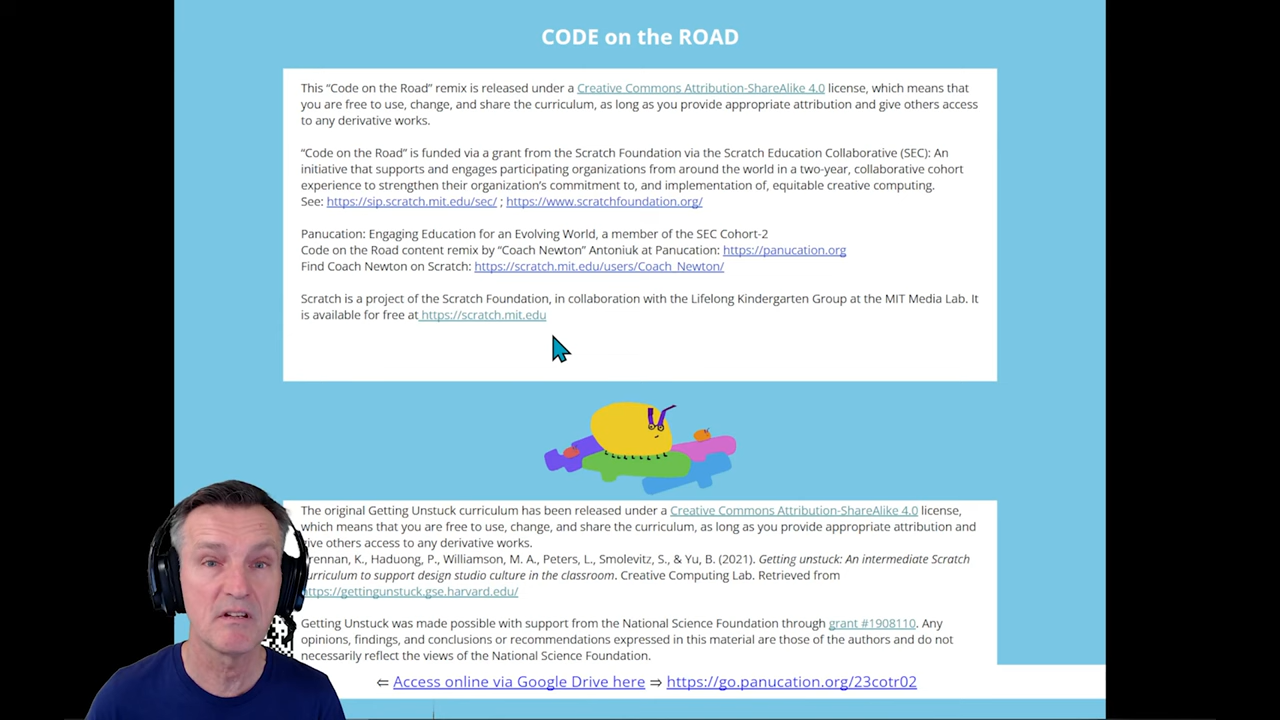 CODE on the ROAD
This “Code on the Road” remix is released under a Creative Commons Attribution-ShareAlike 4.0 license, which means that
you are free to use, change, and share the curriculum, as long as you provide appropriate attribution and give others access
to any derivative works.
“Code on the Road” is funded via a grant from the Scratch Foundation via the Scratch Education Collaborative (SEC): An
initiative that supports and engages participating organizations from around the world in a two-year, collaborative cohort
experience to strengthen their organization’s commitment to, and implementation of, equitable creative computing.
See: https://sip.scratch.mit.edu/sec/ ; https://www.scratchfoundation.org/
Panucation: Engaging Education for an Evolving World, a member of the SEC Cohort-2
Code on the Road content remix by “Coach Newton” Antoniuk at Panucation: https://panucation.org
Find Coach Newton on Scratch: https://scratch.mit.edu/users/Coach_Newton/
Scratch is a project of the Scratch Foundation, in collaboration with the Lifelong Kindergarten Group at the MIT Media Lab. It
is available for free at https://scratch.mit.edu
The original Getting Unstuck curriculum has been released under a Creative Commons Attribution-ShareAlike 4.0 license,
which means that you are free to use, change, and share the curriculum, as long as you provide appropriate attribution and
give others access to any derivative works.
rennan, K., Haduong, P., Williamson, M. A., Peters, L., Smolevitz, S., & Yu, B. (2021). Getting unstuck: An intermediate Scratch
urriculum to support design studio culture in the classroom. Creative Computing Lab. Retrieved from
https://gettingunstuck.gse.harvard.edu/
Getting Unstuck was made possible with support from the National Science Foundation through grant #1908110. Any
opinions, findings, and conclusions or recommendations expressed in this material are those of the authors and do not
necessarily reflect the views of the National Science Foundation.
⇐ Access online via Google Drive here ⇒ https://go.panucation.org/23cotr02